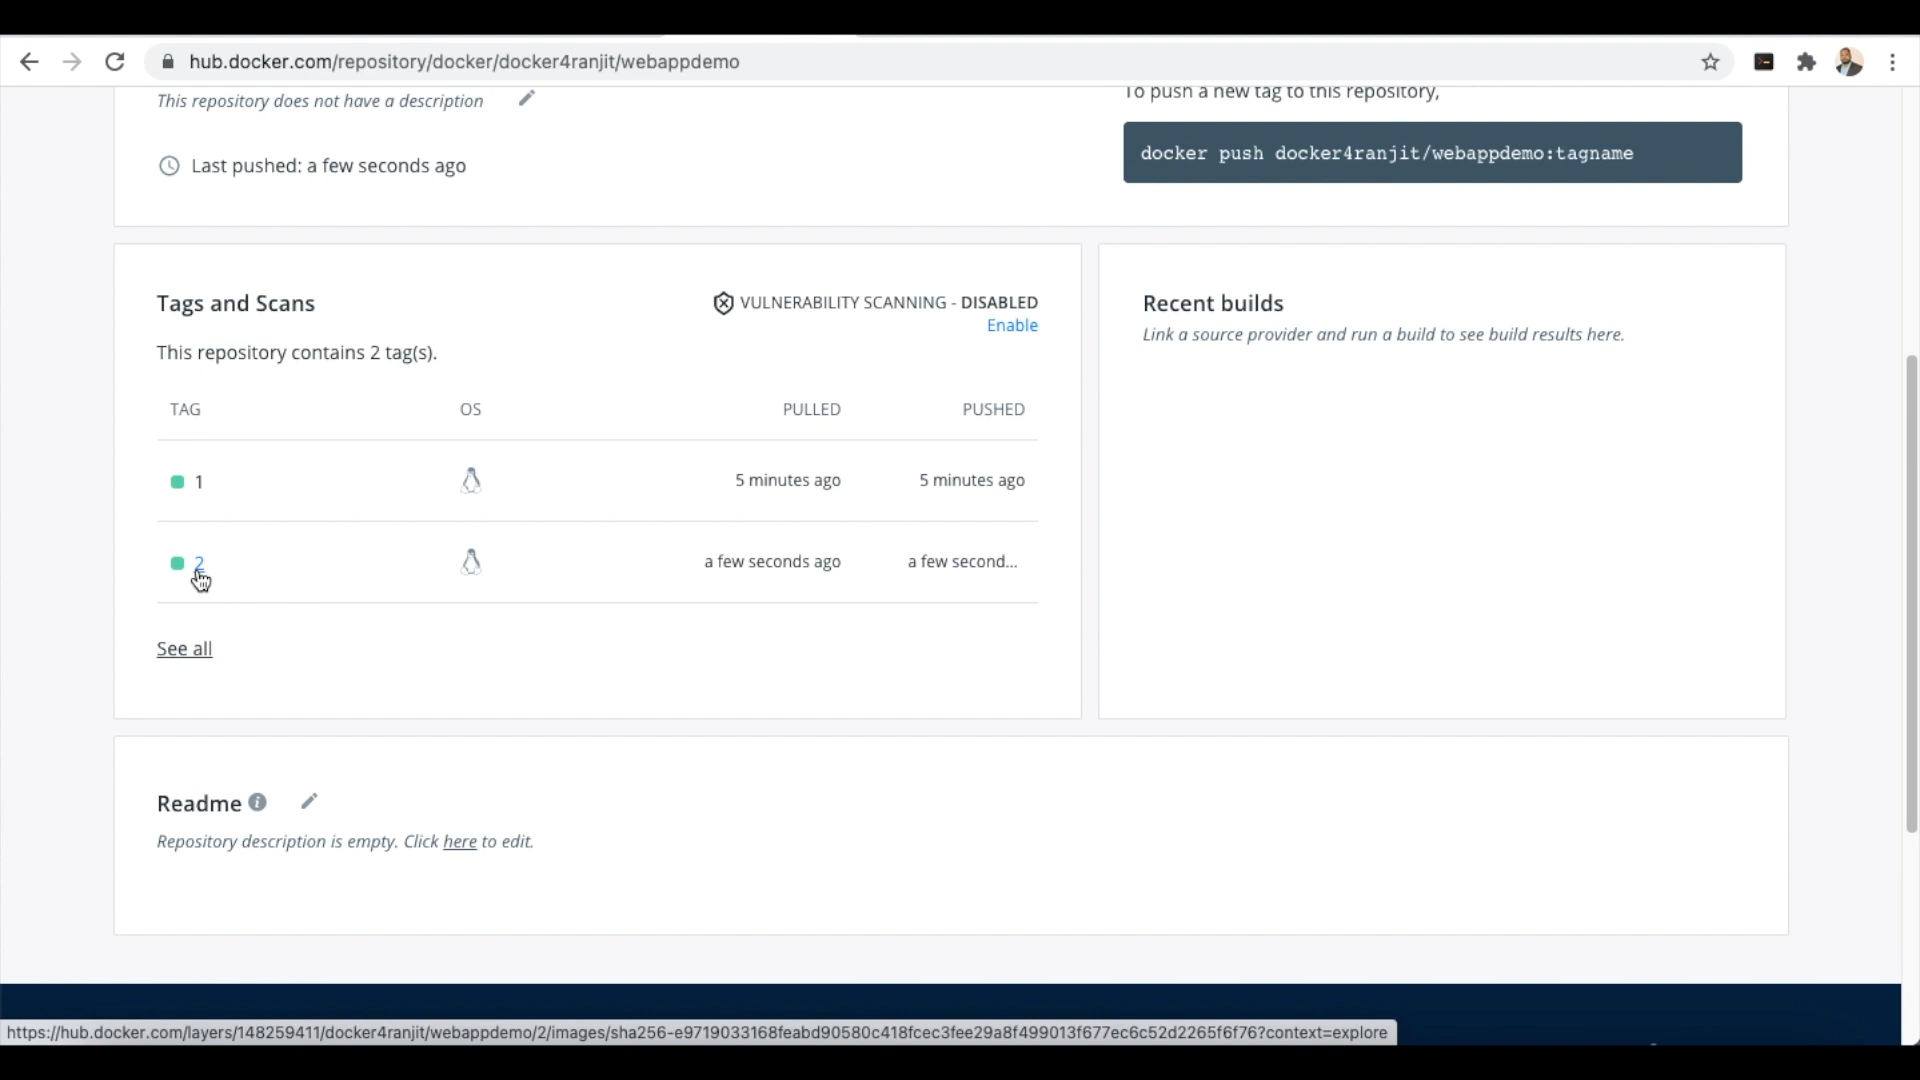 hub.docker.com/repository/docker/docker4ranjit/webappdemo
This repository does not have a description
To push a new tag to this repository,
Last pushed: a few seconds ago
docker push docker4ranjit/webappdemo:tagname
Tags and Scans
VULNERABILITY SCANNING - DISABLED
Enable
This repository contains 2 tag(s).
TAG OS PULLED PUSHED
1 5 minutes ago 5 minutes ago
2 a few seconds ago a few second...
See all
Recent builds
Link a source provider and run a build to see build results here.
Readme
Repository description is empty. Click here to edit.
https://hub.docker.com/layers/148259411/docker4ranjit/webappdemo/2/images/sha256-e9719033168feabd90580c418fcec3fee29a8f499013f677ec6c52d2265f6f76?context=explore